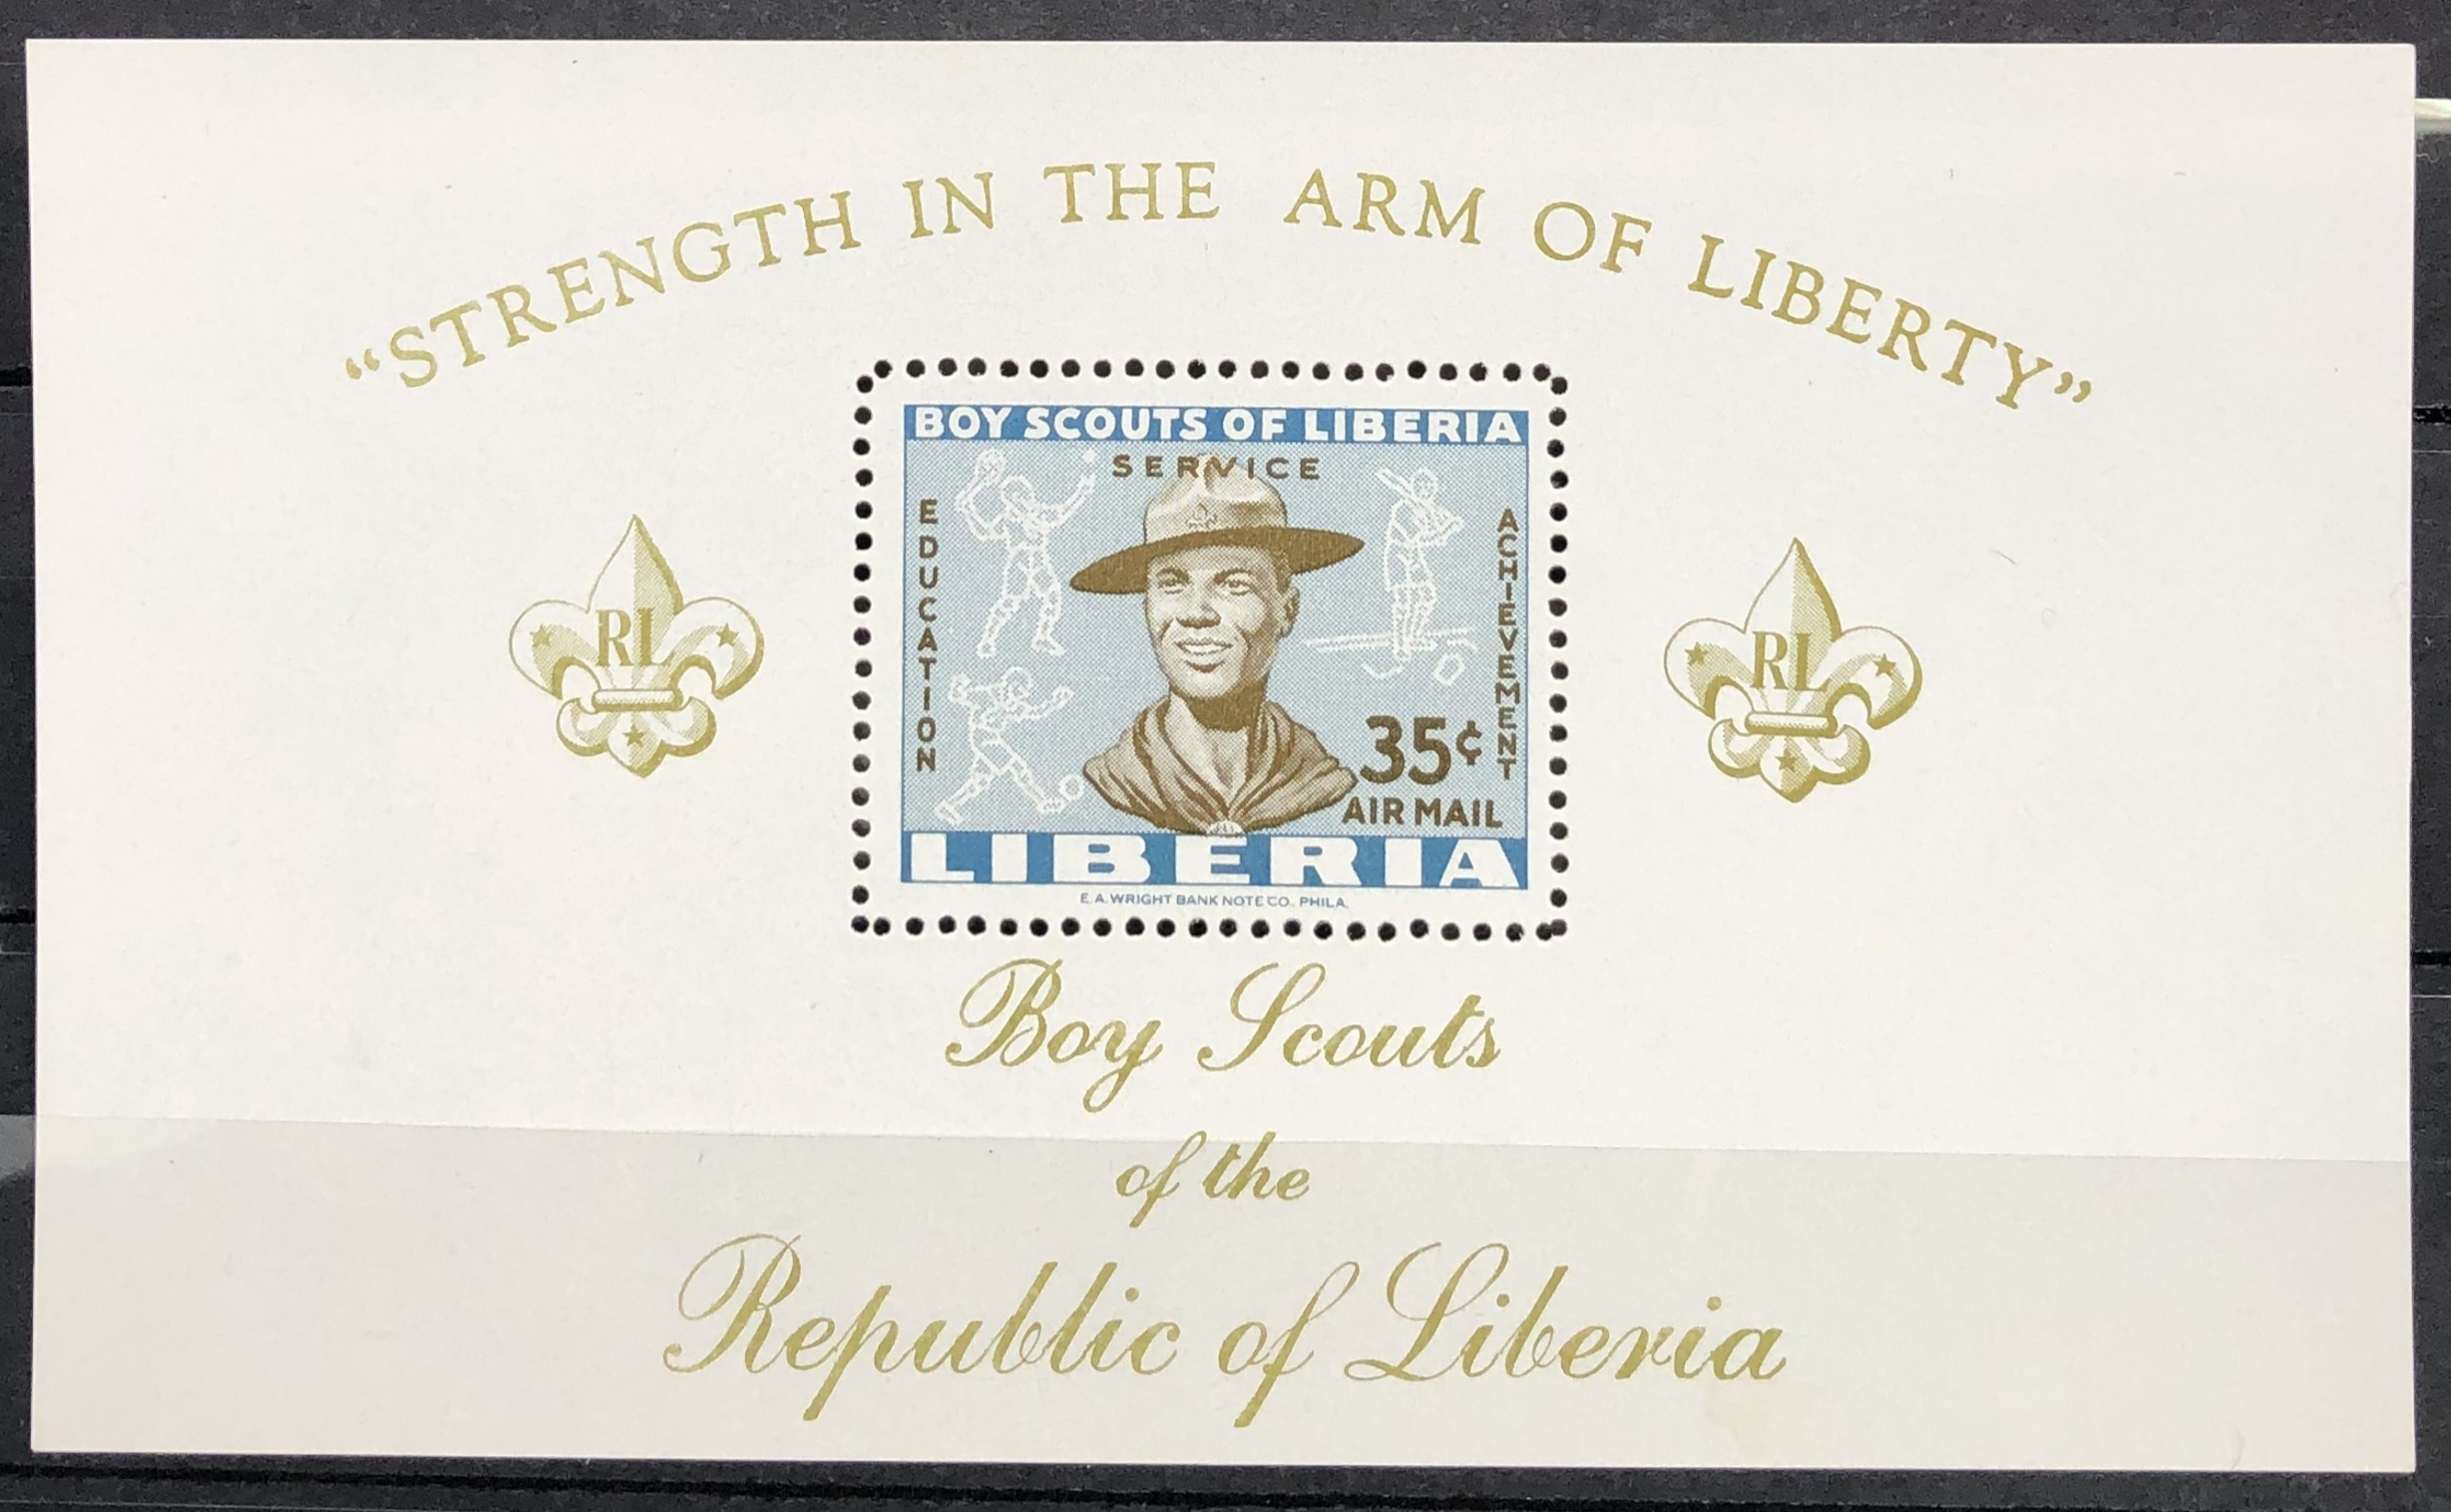 “STRENGTH IN THE ARM OF LIBERTY”
BOY SCOUTS OF LIBERIA
SERVICE
EDUCATION
ACHIEVEMENT
RL
RL
35¢
AIR MAIL
LIBERIA
E.A. WRIGHT BANK NOTE CO. PHILA.
Boy Scouts
of the
Republic of Liberia